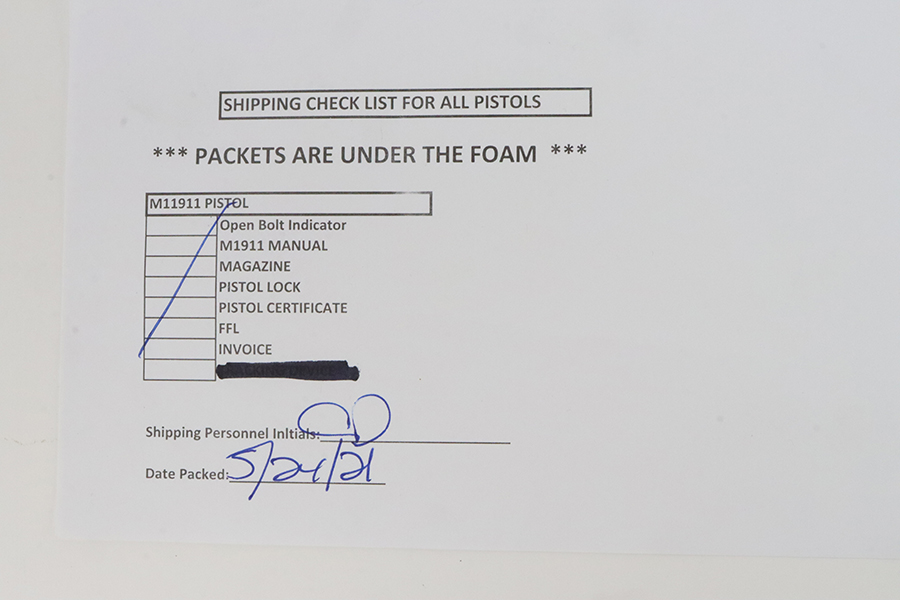 SHIPPING CHECK LIST FOR ALL PISTOLS
*** PACKETS ARE UNDER THE FOAM ***
M11911 PISTOL
Open Bolt Indicator
M1911 MANUAL
MAGAZINE
PISTOL LOCK
PISTOL CERTIFICATE
FFL
INVOICE
Shipping Personnel Initials:
Date Packed: 5/24/21